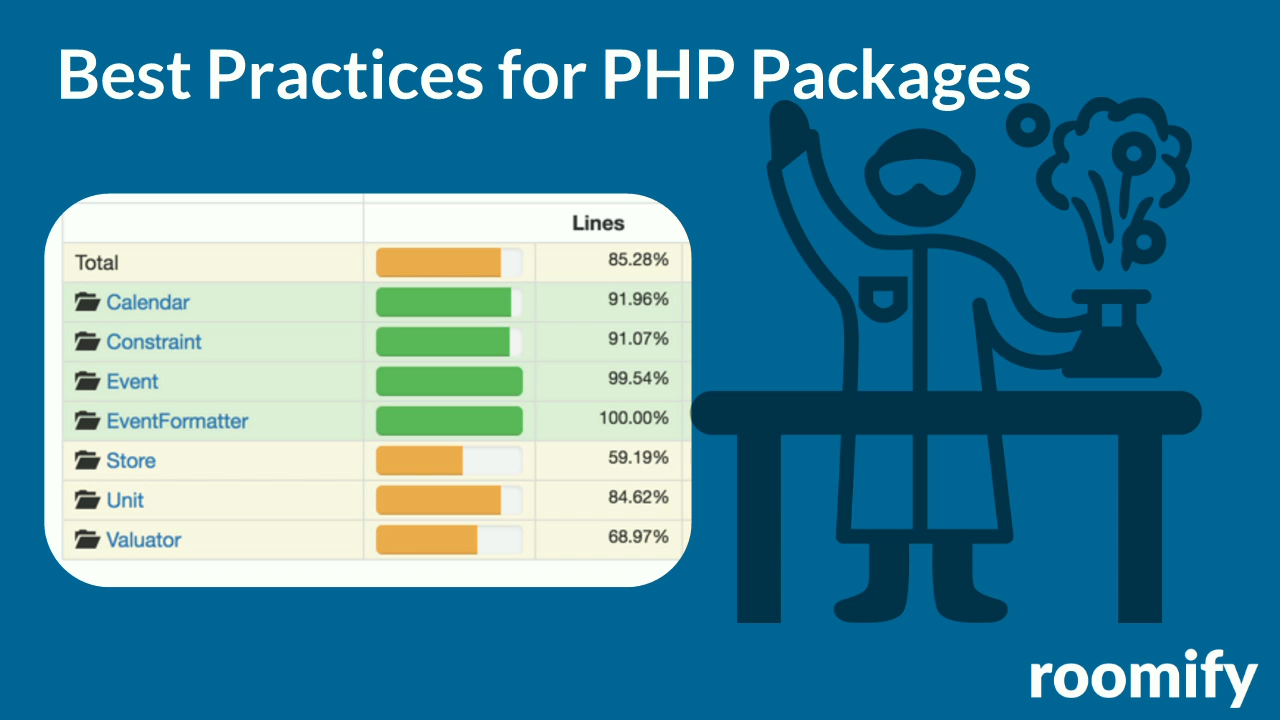 Best Practices for PHP Packages
Lines
Total 85.28%
Calendar 91.96%
Constraint 91.07%
Event 99.54%
EventFormatter 100.00%
Store 59.19%
Unit 84.62%
Valuator 68.97%
roomify